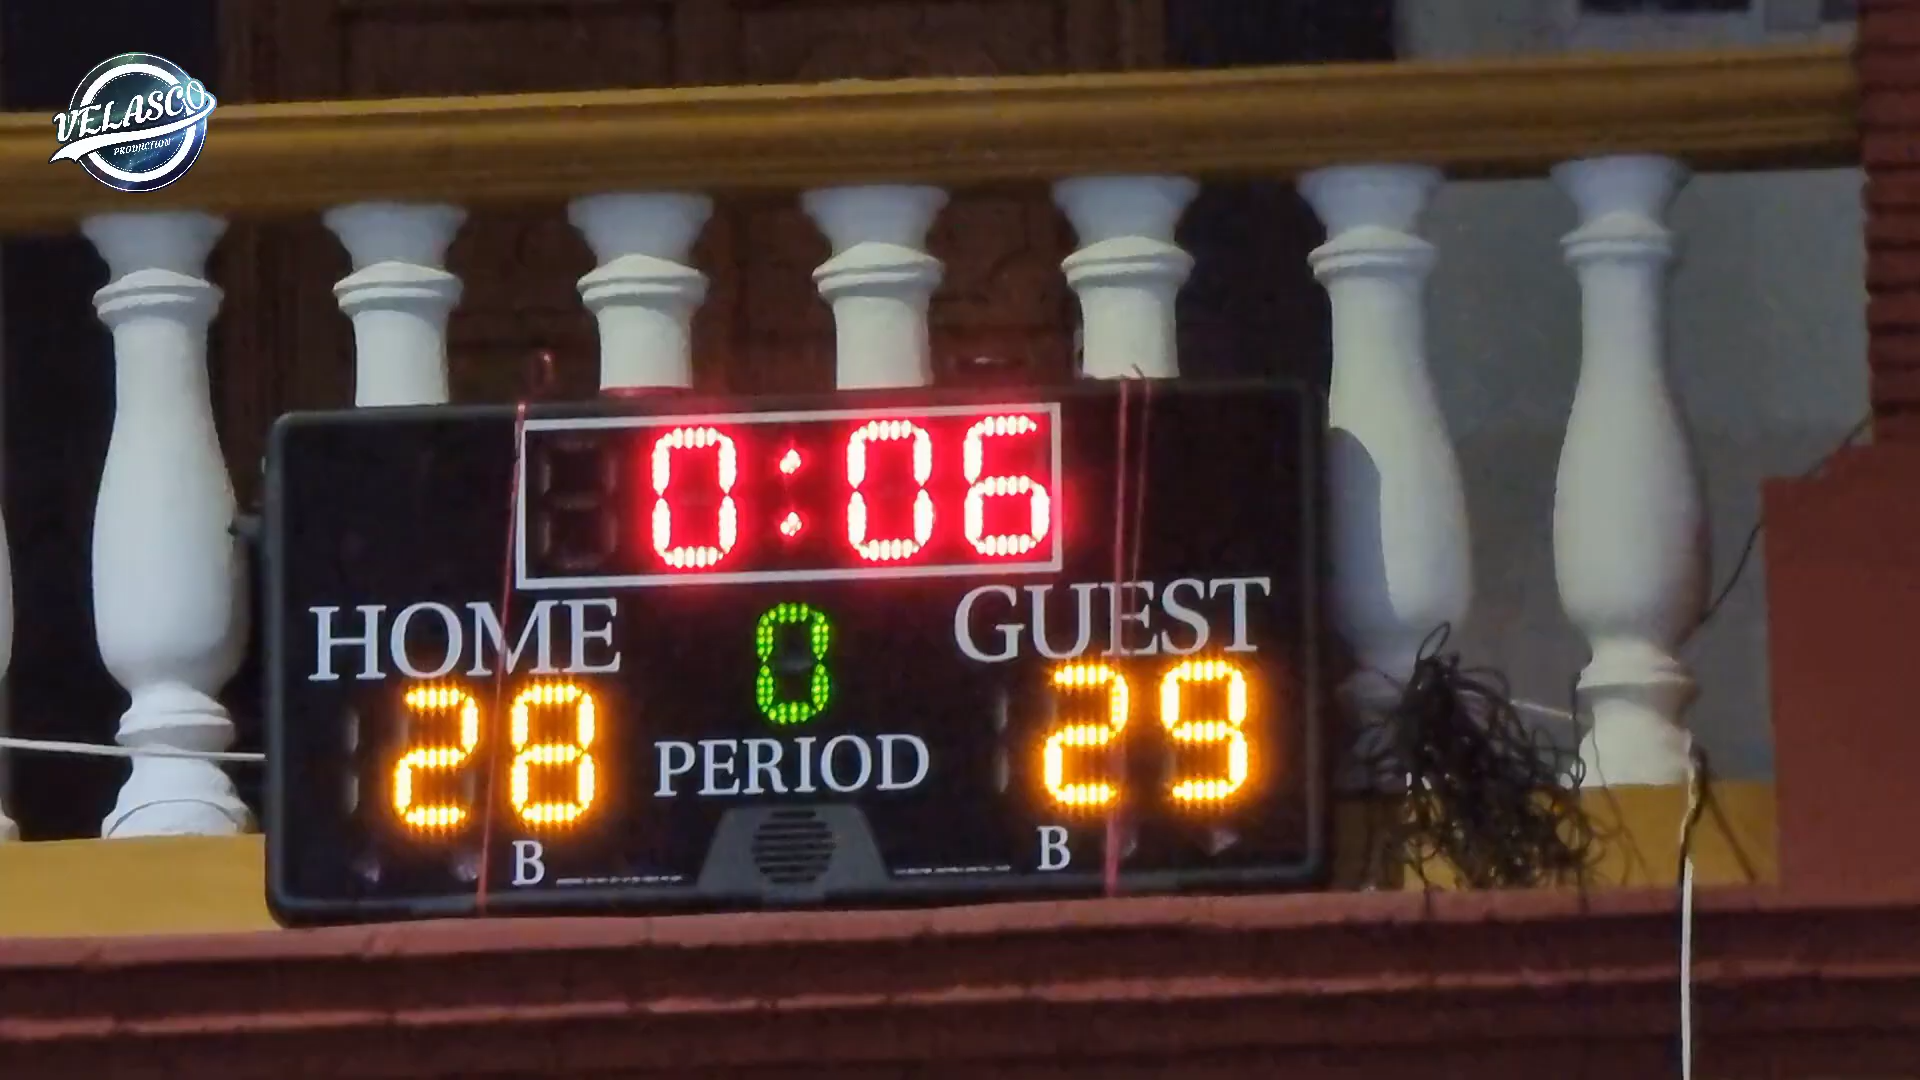 VELASCO
PRODUCTION
0:06
HOME
GUEST
0
28
29
PERIOD
B
B